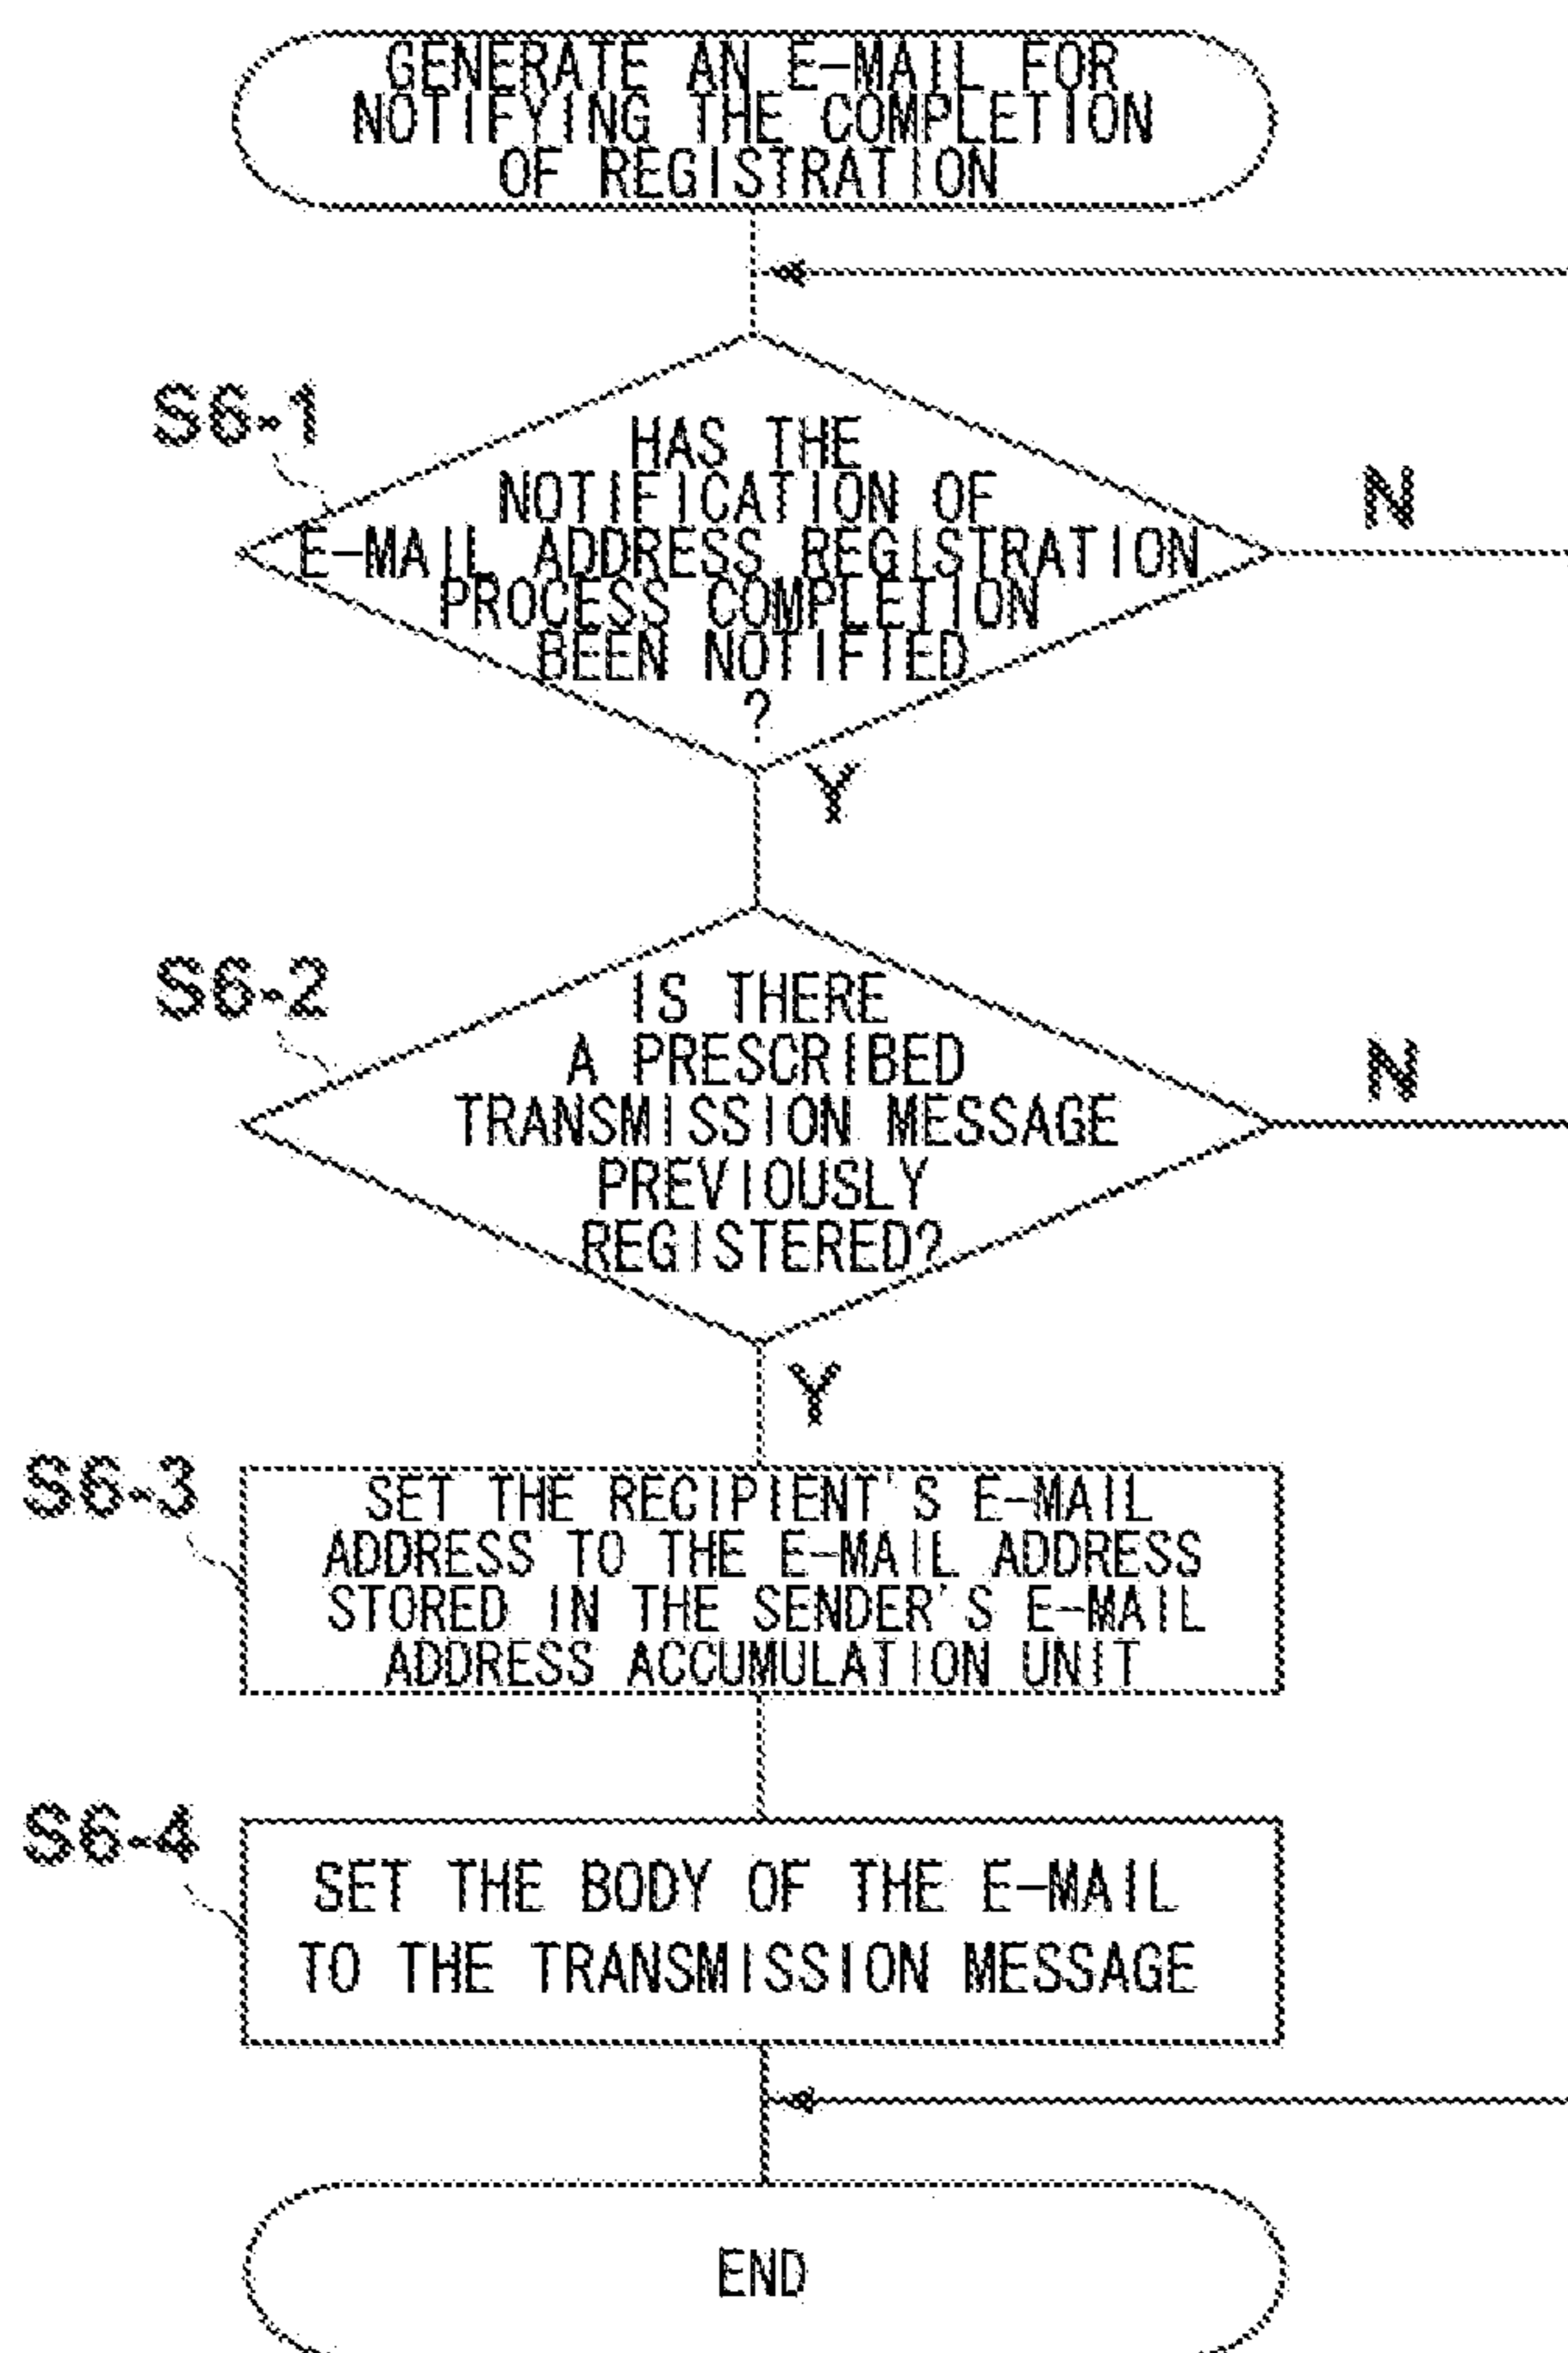 GENERATE AN E-MAIL FOR
NOTIFYING THE COMPLETION
OF REGISTRATION
S6-1
HAS THE
NOTIFICATION OF
E-MAIL ADDRESS REGISTRATION
PROCESS COMPLETION
BEEN NOTIFIED
?
N
Y
S6-2
IS THERE
A PRESCRIBED
TRANSMISSION MESSAGE
PREVIOUSLY
REGISTERED?
N
Y
S6-3
SET THE RECIPIENT'S E-MAIL
ADDRESS TO THE E-MAIL ADDRESS
STORED IN THE SENDER'S E-MAIL
ADDRESS ACCUMULATION UNIT
S6-4
SET THE BODY OF THE E-MAIL
TO THE TRANSMISSION MESSAGE
END